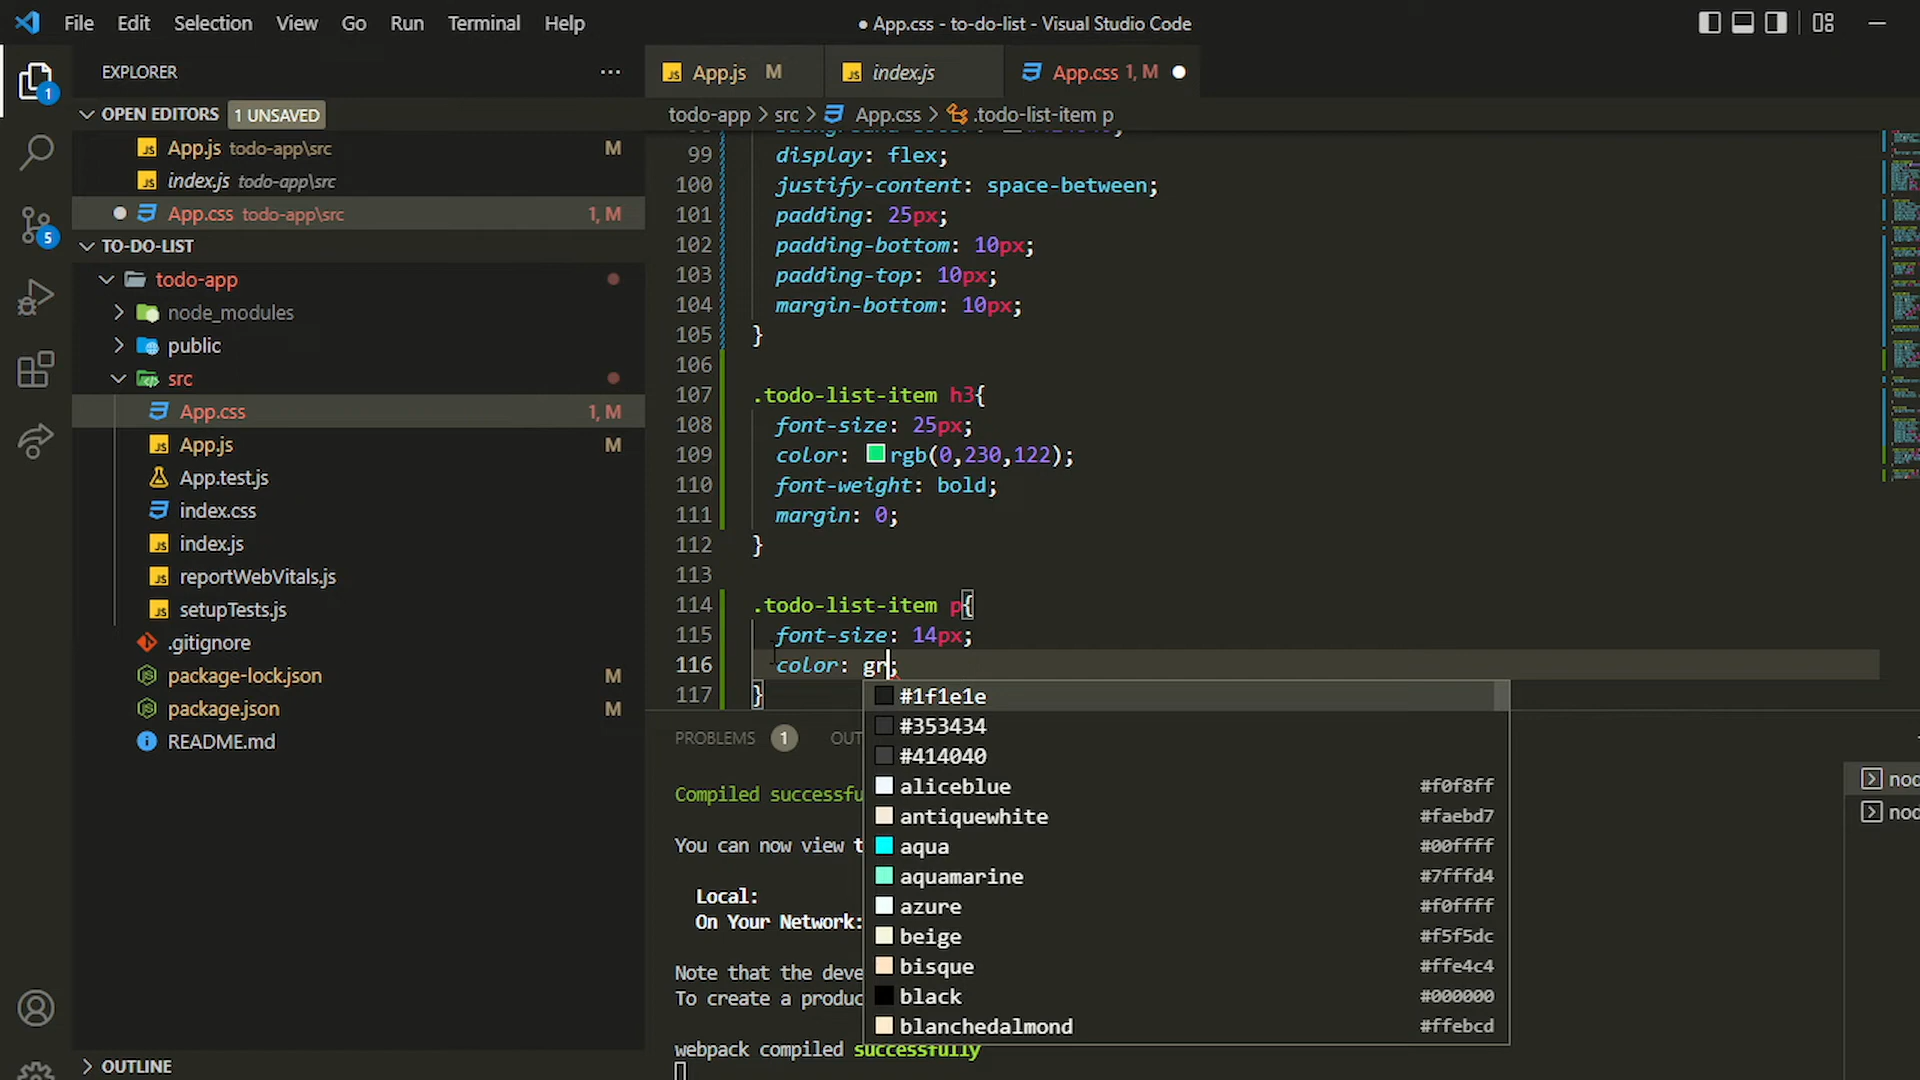 File Edit Selection View Go Run Terminal Help
● App.css - to-do-list - Visual Studio Code
EXPLORER ···
OPEN EDITORS 1 UNSAVED
App.js todo-app\src M
index.js todo-app\src
App.css todo-app\src 1, M
TO-DO-LIST
todo-app
node_modules
public
src
App.css 1, M
App.js M
App.test.js
index.css
index.js
reportWebVitals.js
setupTests.js
.gitignore
package-lock.json M
package.json M
README.md
OUTLINE
1
5
App.js M index.js App.css 1, M
todo-app > src > App.css > .todo-list-item p
99 display: flex;
100 justify-content: space-between;
101 padding: 25px;
102 padding-bottom: 10px;
103 padding-top: 10px;
104 margin-bottom: 10px;
105 }
106
107 .todo-list-item h3{
108 font-size: 25px;
109 color: rgb(0,230,122);
110 font-weight: bold;
111 margin: 0;
112 }
113
114 .todo-list-item p{
115 font-size: 14px;
116 color: gr;
117 }
#1f1e1e
#353434
#414040
aliceblue #f0f8ff
antiquewhite #faebd7
aqua #00ffff
aquamarine #7fffd4
azure #f0ffff
beige #f5f5dc
bisque #ffe4c4
black #000000
blanchedalmond #ffebcd
PROBLEMS 1 OUT
Compiled successfu
You can now view t
Local:
On Your Network:
Note that the deve
To create a produc
webpack compiled successfully
nod
nod